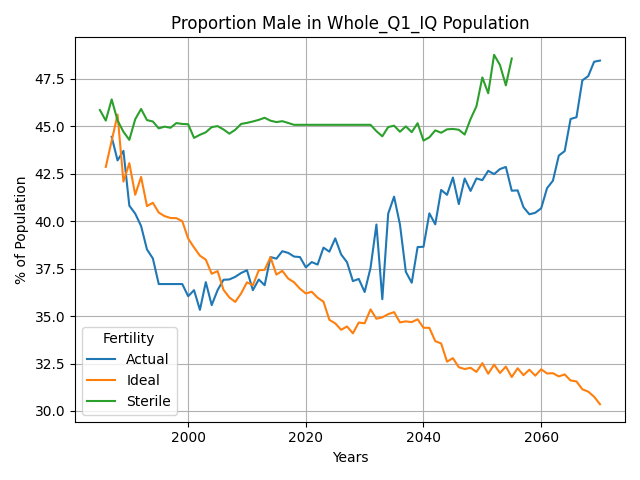 Proportion Male in Whole_Q1_IQ Population
% of Population
47.5
45.0
42.5
40.0
37.5
35.0
32.5
30.0
Fertility
Actual
Ideal
Sterile
2000
2020
2040
2060
Years